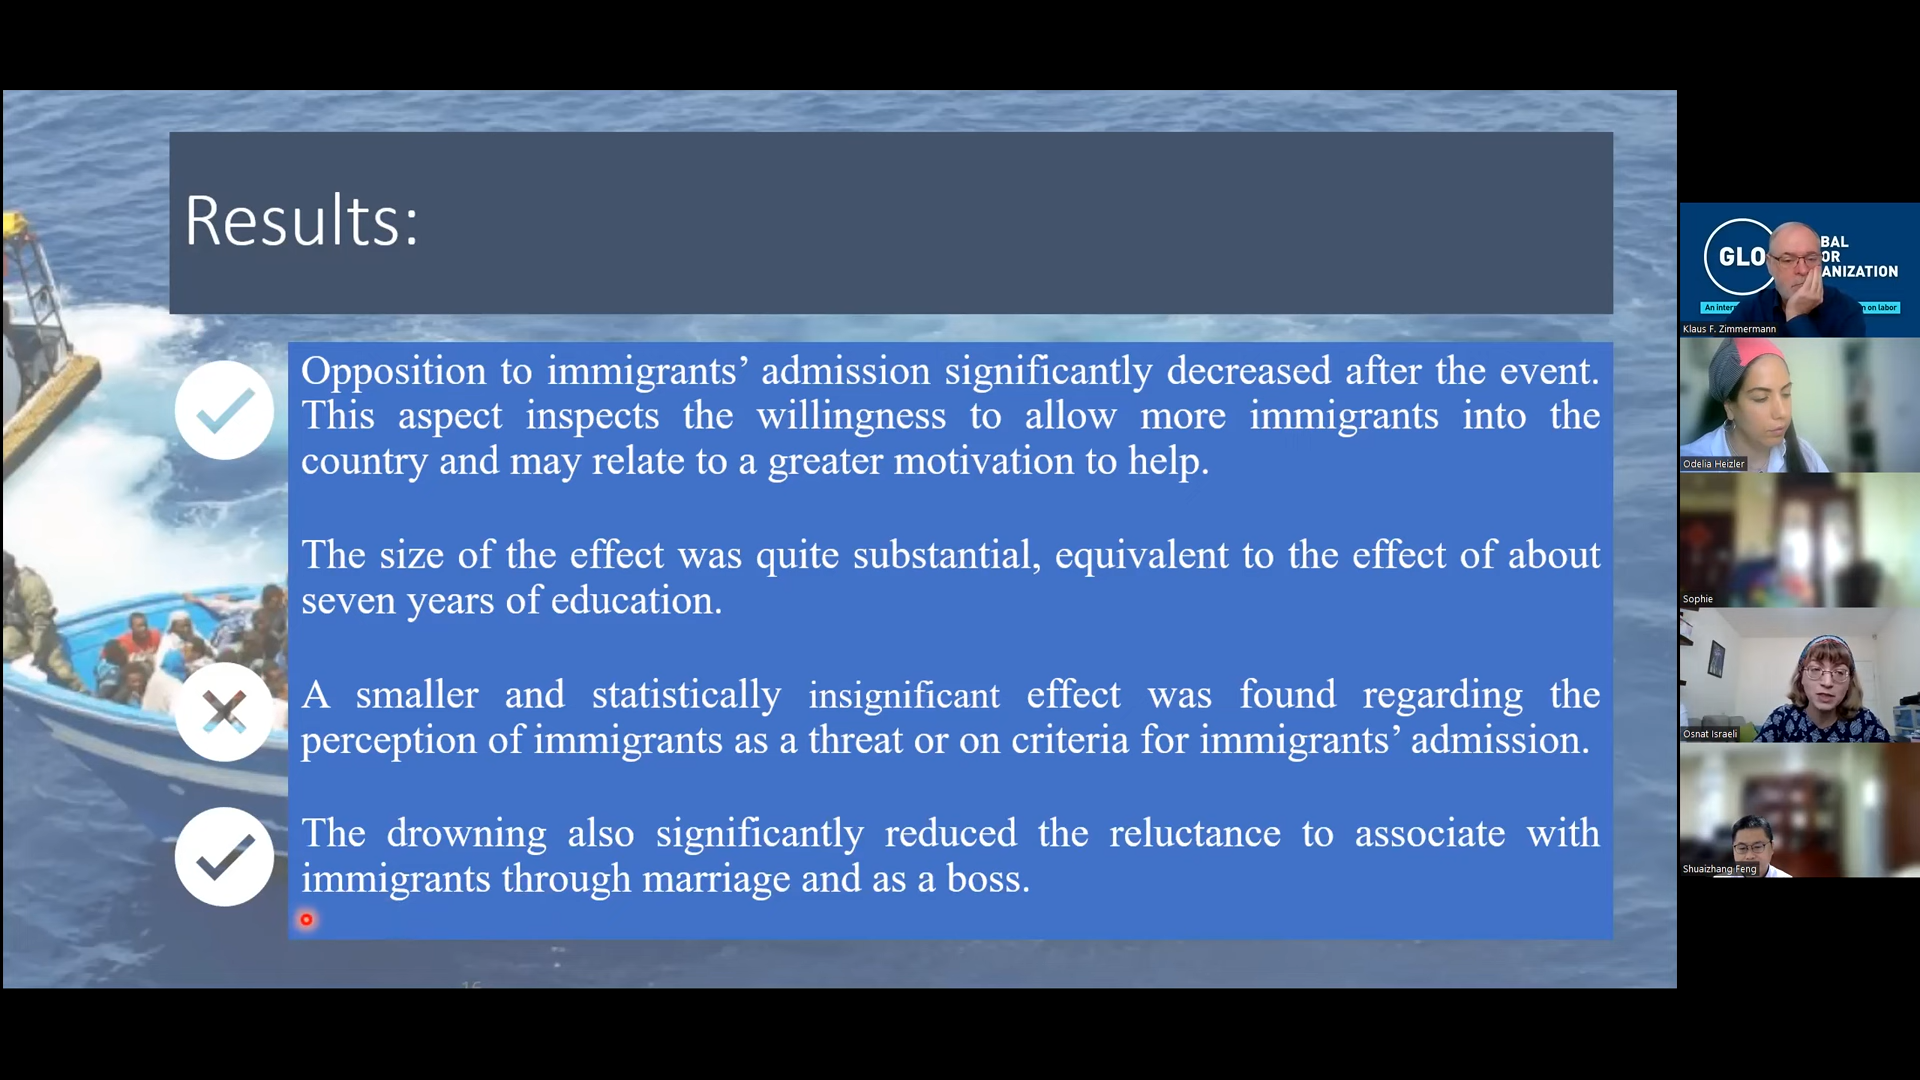 Results:
Opposition to immigrants’ admission significantly decreased after the event.
This aspect inspects the willingness to allow more immigrants into the
country and may relate to a greater motivation to help.
The size of the effect was quite substantial, equivalent to the effect of about
seven years of education.
A smaller and statistically insignificant effect was found regarding the
perception of immigrants as a threat or on criteria for immigrants’ admission.
The drowning also significantly reduced the reluctance to associate with
immigrants through marriage and as a boss.
16
GLO
BAL
OR
ANIZATION
An inter
n on labor
Klaus F. Zimmermann
Odelia Heizler
Sophie
Osnat Israeli
Shuaizhang Feng